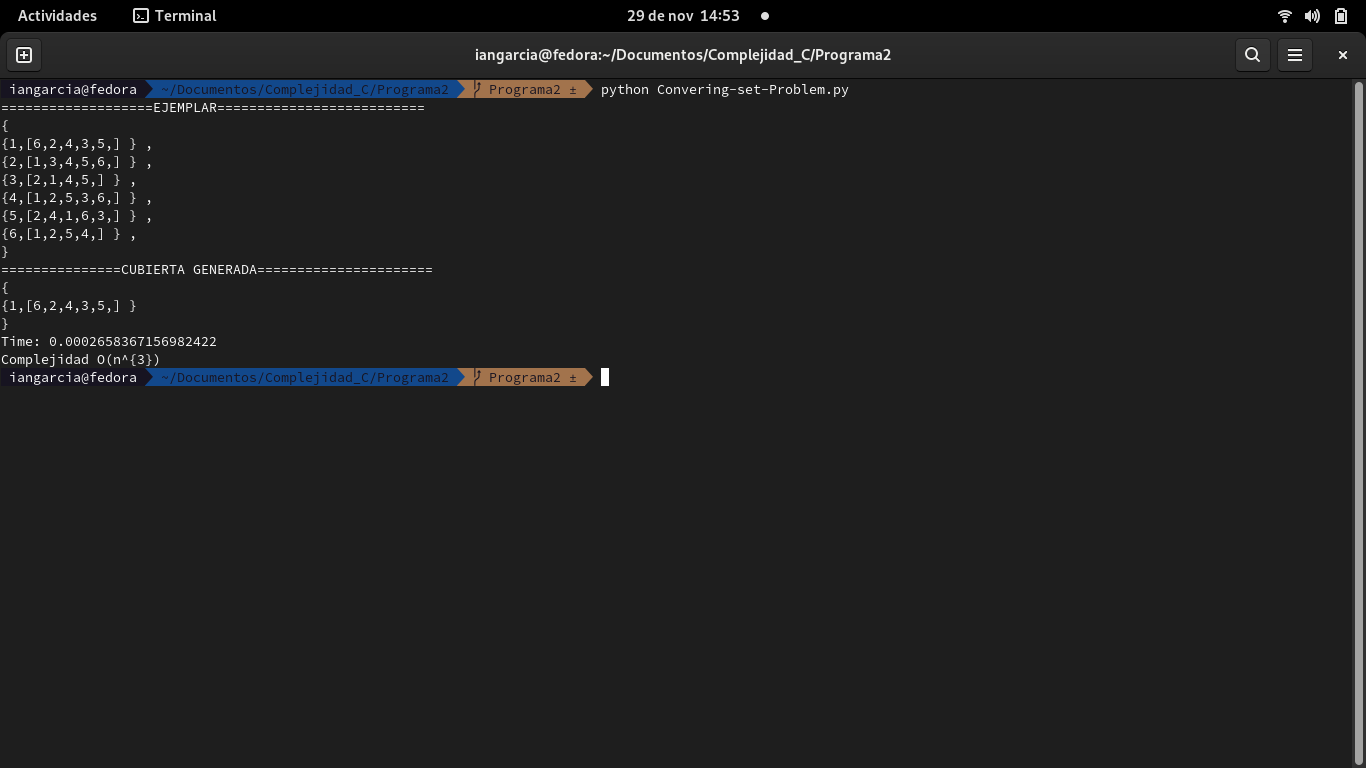 Actividades Terminal 29 de nov 14:53
iangarcia@fedora:~/Documentos/Complejidad_C/Programa2
iangarcia@fedora ~/Documentos/Complejidad_C/Programa2 Programa2 ± python Convering-set-Problem.py
===================EJEMPLAR==========================
{
{1,[6,2,4,3,5,] } ,
{2,[1,3,4,5,6,] } ,
{3,[2,1,4,5,] } ,
{4,[1,2,5,3,6,] } ,
{5,[2,4,1,6,3,] } ,
{6,[1,2,5,4,] } ,
}
===============CUBIERTA GENERADA======================
{
{1,[6,2,4,3,5,] }
}
Time: 0.0002658367156982422
Complejidad O(n^{3})
iangarcia@fedora ~/Documentos/Complejidad_C/Programa2 Programa2 ±